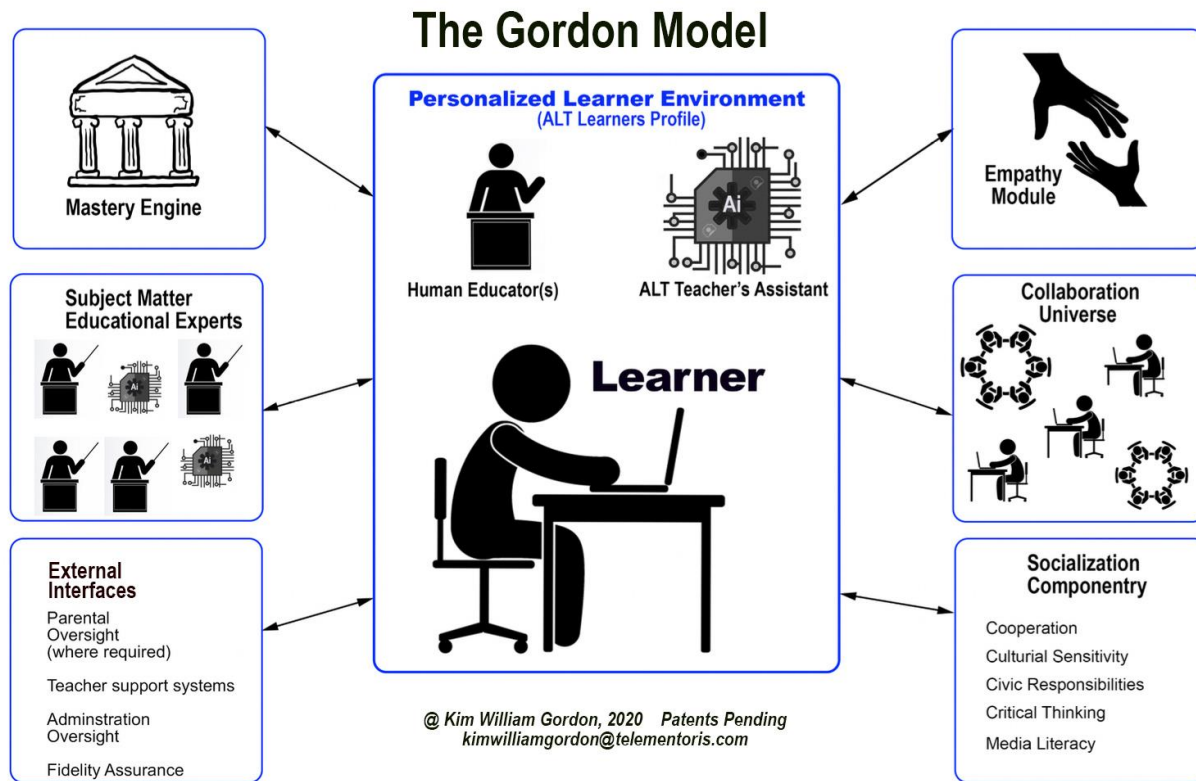 The Gordon Model
Mastery Engine
Subject Matter
Educational Experts
Ai
Ai
External
Interfaces
Parental
Oversight
(where required)
Teacher support systems
Adminstration
Oversight
Fidelity Assurance
Personalized Learner Environment
(ALT Learners Profile)
Ai
Human Educator(s)
ALT Teacher's Assistant
Learner
Empathy
Module
Collaboration
Universe
Socialization
Componentry
Cooperation
Culturial Sensitivity
Civic Responsibilities
Critical Thinking
Media Literacy
@ Kim William Gordon, 2020 Patents Pending
kimwilliamgordon@telementoris.com